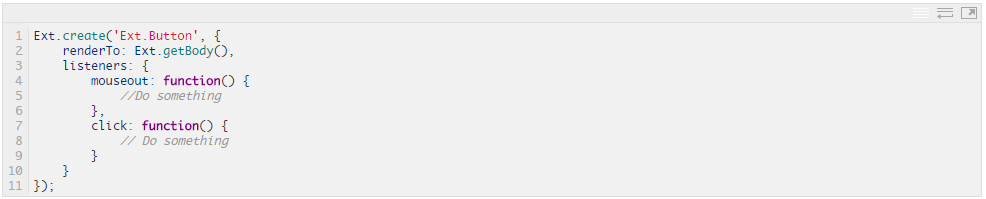 1 Ext.create('Ext.Button', {
2     renderTo: Ext.getBody(),
3     listeners: {
4         mouseout: function() {
5             //Do something
6         },
7         click: function() {
8             // Do something
9         }
10     }
11 });